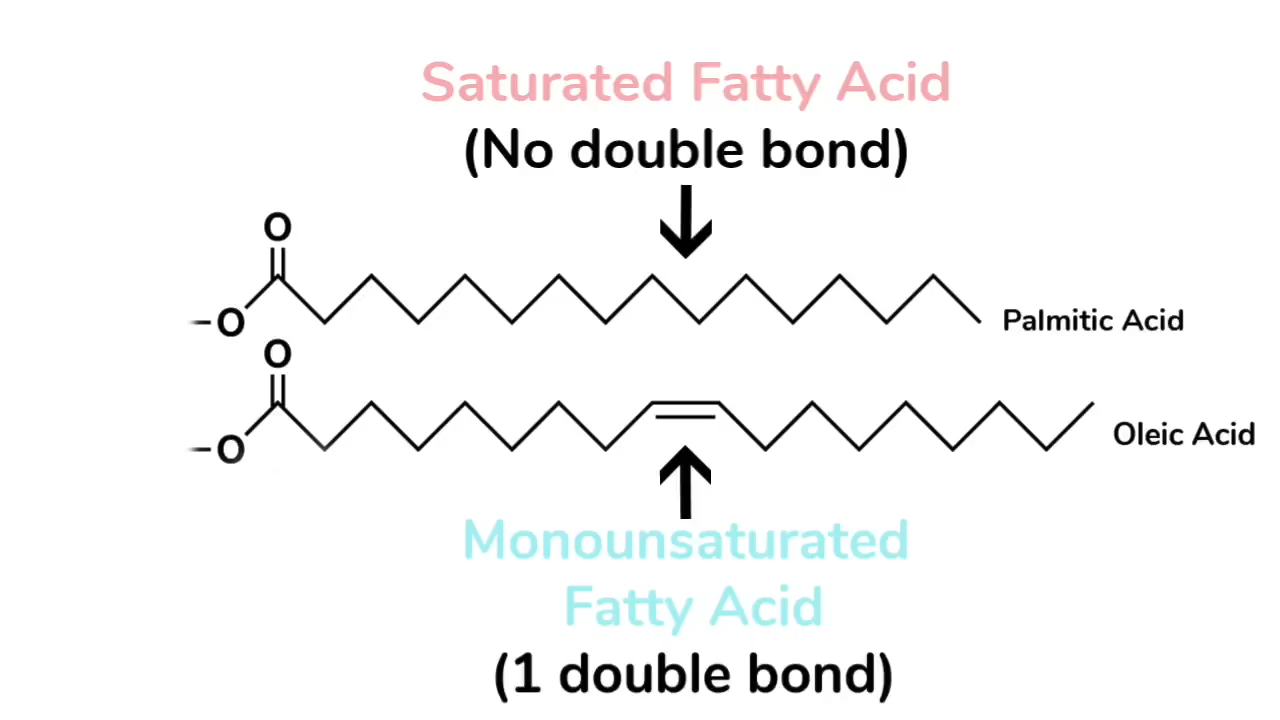 Saturated Fatty Acid
(No double bond)
O
–O
Palmitic Acid
O
–O
Oleic Acid
Monounsaturated
Fatty Acid
(1 double bond)